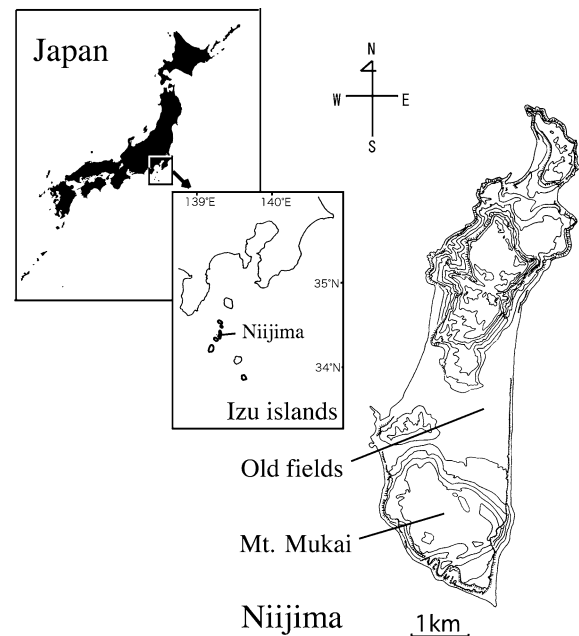 Japan
N
W E
S
139°E 140°E
35°N
Niijima
34°N
Izu islands
Old fields
Mt. Mukai
Niijima
1km